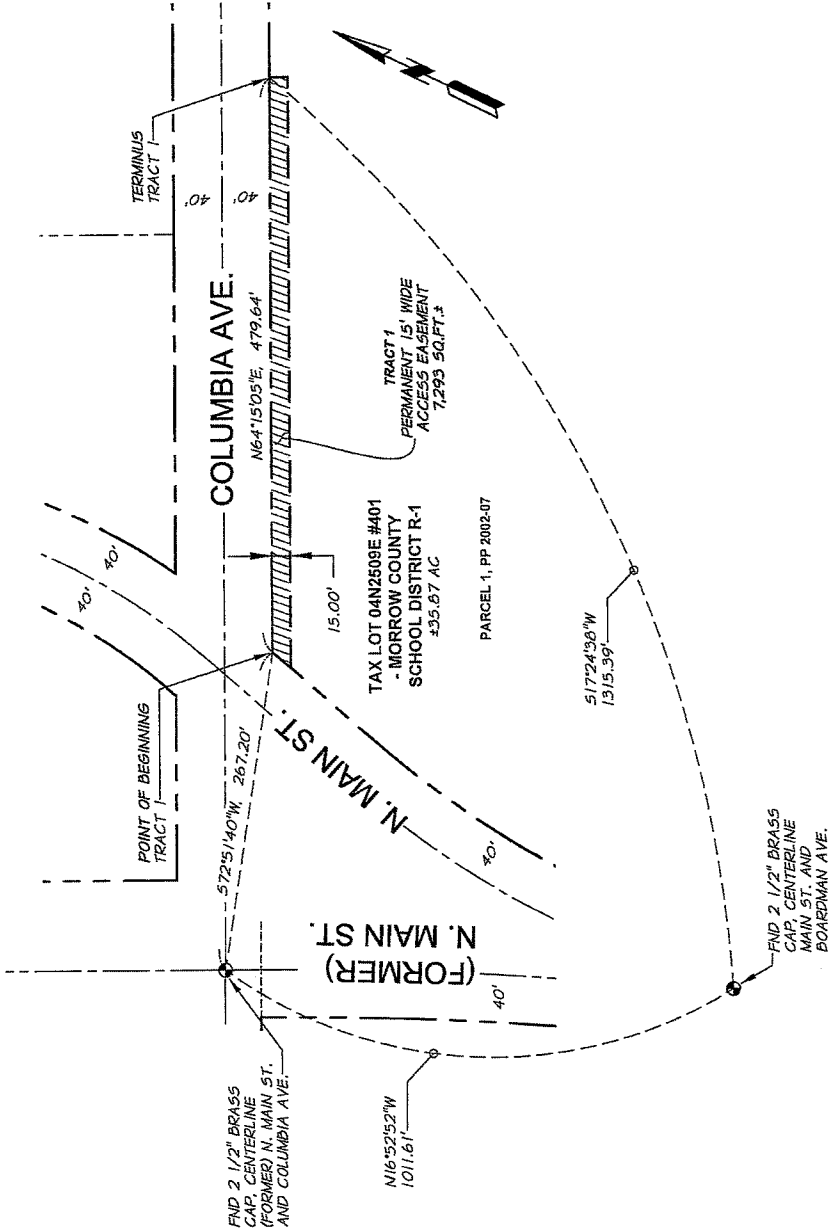 TERMINUS
TRACT 1
40'
40'
COLUMBIA AVE.
N64°15'05"E, 479.64'
40'
40'
POINT OF BEGINNING
TRACT 1
S72°51'40"W, 267.20'
15.00'
TRACT 1
PERMANENT 15' WIDE
ACCESS EASEMENT
7,293 SQ.FT.±
TAX LOT 04N2509E #401
- MORROW COUNTY
SCHOOL DISTRICT R-1
±35.87 AC
PARCEL 1, PP 2002-07
N. MAIN ST.
40'
(FORMER)
N. MAIN ST.
40'
FND 2 1/2" BRASS
CAP, CENTERLINE
(FORMER) N. MAIN ST.
AND COLUMBIA AVE.
N16°52'52"W
1011.61'
S17°24'38"W
1315.39'
FND 2 1/2" BRASS
CAP, CENTERLINE
MAIN ST. AND
BOARDMAN AVE.